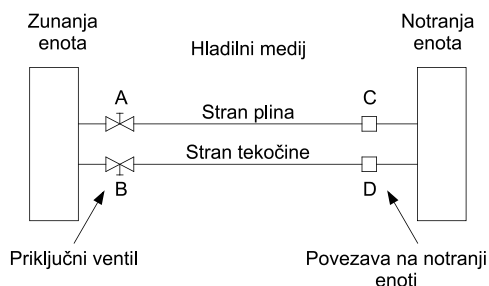 Zunanja
enota
Hladilni medij
Notranja
enota
A
C
Stran plina
Stran tekočine
B
D
Priključni ventil
Povezava na notranji
enoti